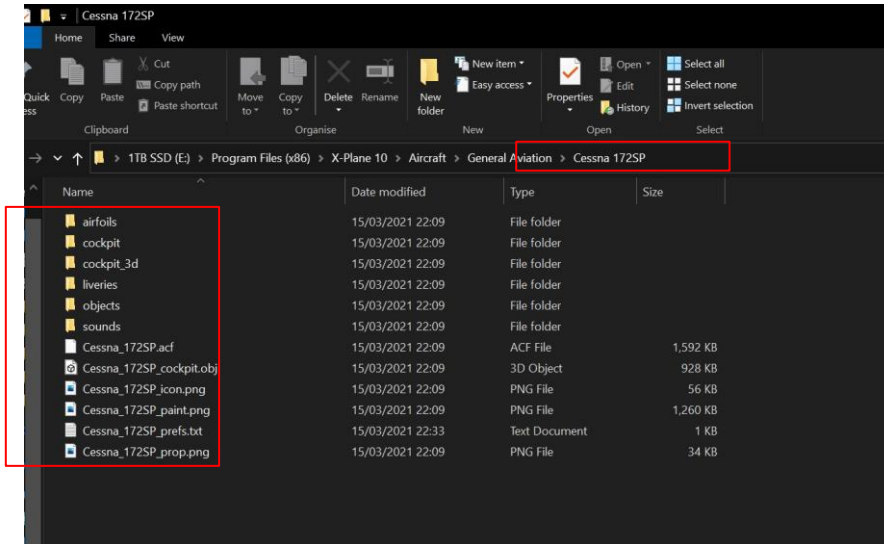 Cessna 172SP
Home Share View
Cut
Copy path
Paste shortcut
Quick
Copy
Paste
Move
to
Copy
to
Delete
Rename
New
folder
New item
Easy access
Properties
Open
Edit
History
Select all
Select none
Invert selection
ess
Clipboard Organise New Open Select
1TB SSD (E:) > Program Files (x86) > X-Plane 10 > Aircraft > General Aviation > Cessna 172SP
Name Date modified Type Size
airfoils 15/03/2021 22:09 File folder
cockpit 15/03/2021 22:09 File folder
cockpit_3d 15/03/2021 22:09 File folder
liveries 15/03/2021 22:09 File folder
objects 15/03/2021 22:09 File folder
sounds 15/03/2021 22:09 File folder
Cessna_172SP.acf 15/03/2021 22:09 ACF File 1,592 KB
Cessna_172SP_cockpit.obj 15/03/2021 22:09 3D Object 928 KB
Cessna_172SP_icon.png 15/03/2021 22:09 PNG File 56 KB
Cessna_172SP_paint.png 15/03/2021 22:09 PNG File 1,260 KB
Cessna_172SP_prefs.txt 15/03/2021 22:33 Text Document 1 KB
Cessna_172SP_prop.png 15/03/2021 22:09 PNG File 34 KB